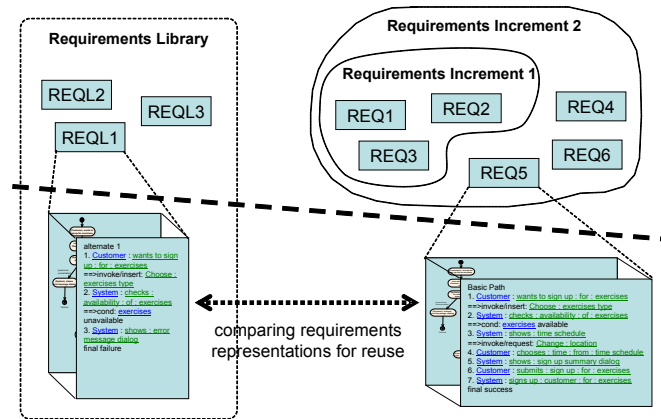 Requirements Library
REQL2
REQL3
REQL1
Requirements Increment 2
Requirements Increment 1
REQ1
REQ2
REQ3
REQ4
REQ6
REQ5
alternate 1
1. Customer : wants to sign
up : for : exercises
==>invoke/insert: Choose :
exercises type
2. System : checks :
availability : of : exercises
==>cond: exercises
unavailable
3. System : shows : error
message dialog
final failure
comparing requirements
representations for reuse
Basic Path
1. Customer : wants to sign up : for : exercises
==>invoke/insert: Choose : exercises type
2. System : checks : availability : of : exercises
==>cond: exercises available
3. System : shows : time schedule
==>invoke/request: Change : location
4. Customer : chooses : time : from : time schedule
5. System : shows : sign up summary dialog
6. Customer : submits : sign up : for : exercises
7. System : signs up : customer : for : exercises
final success